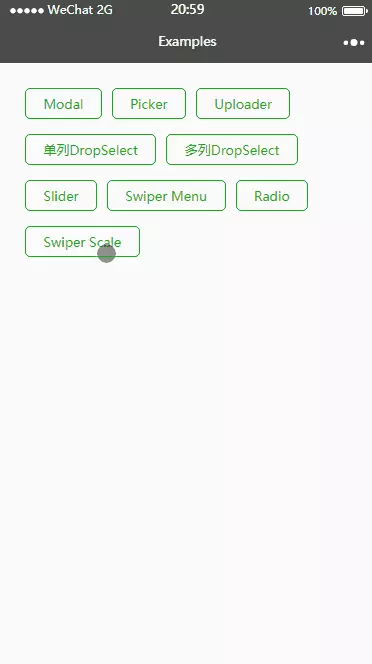 WeChat 2G 20:59 100%
Examples
Modal Picker Uploader
单列DropSelect 多列DropSelect
Slider Swiper Menu Radio
Swiper Scale